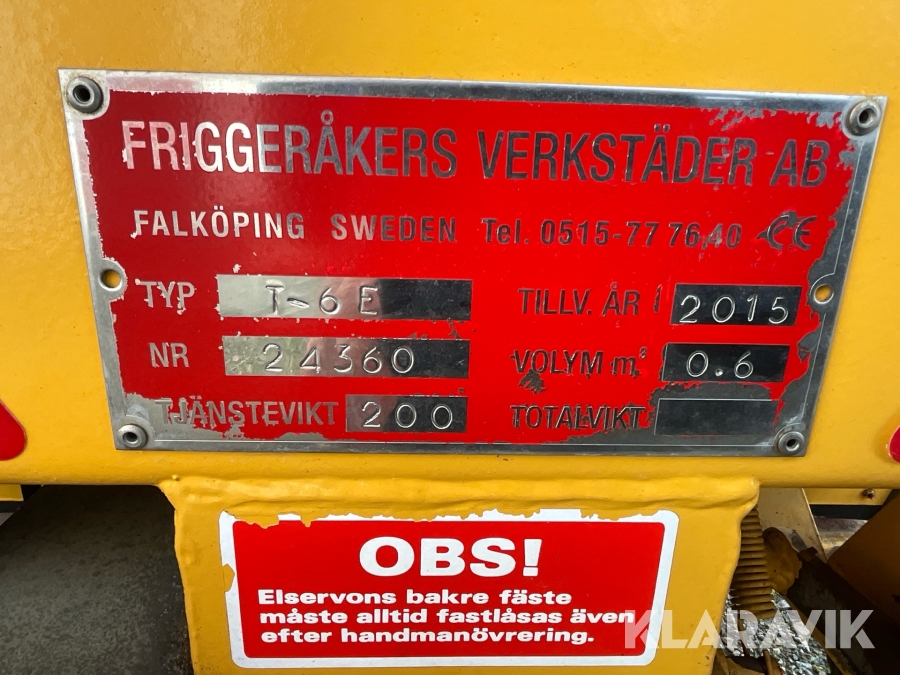 FRIGGERÅKERS VERKSTÄDER AB
FALKÖPING SWEDEN Tel. 0515-77 76 40 CE
TYP T-6E TILLV. ÅR 2015
NR 24360 VOLYM m³ 0.6
TJÄNSTEVIKT 200 TOTALVIKT
OBS!
Elservons bakre fäste
måste alltid fastlåsas även
efter handmanövrering.
KLARAVIK